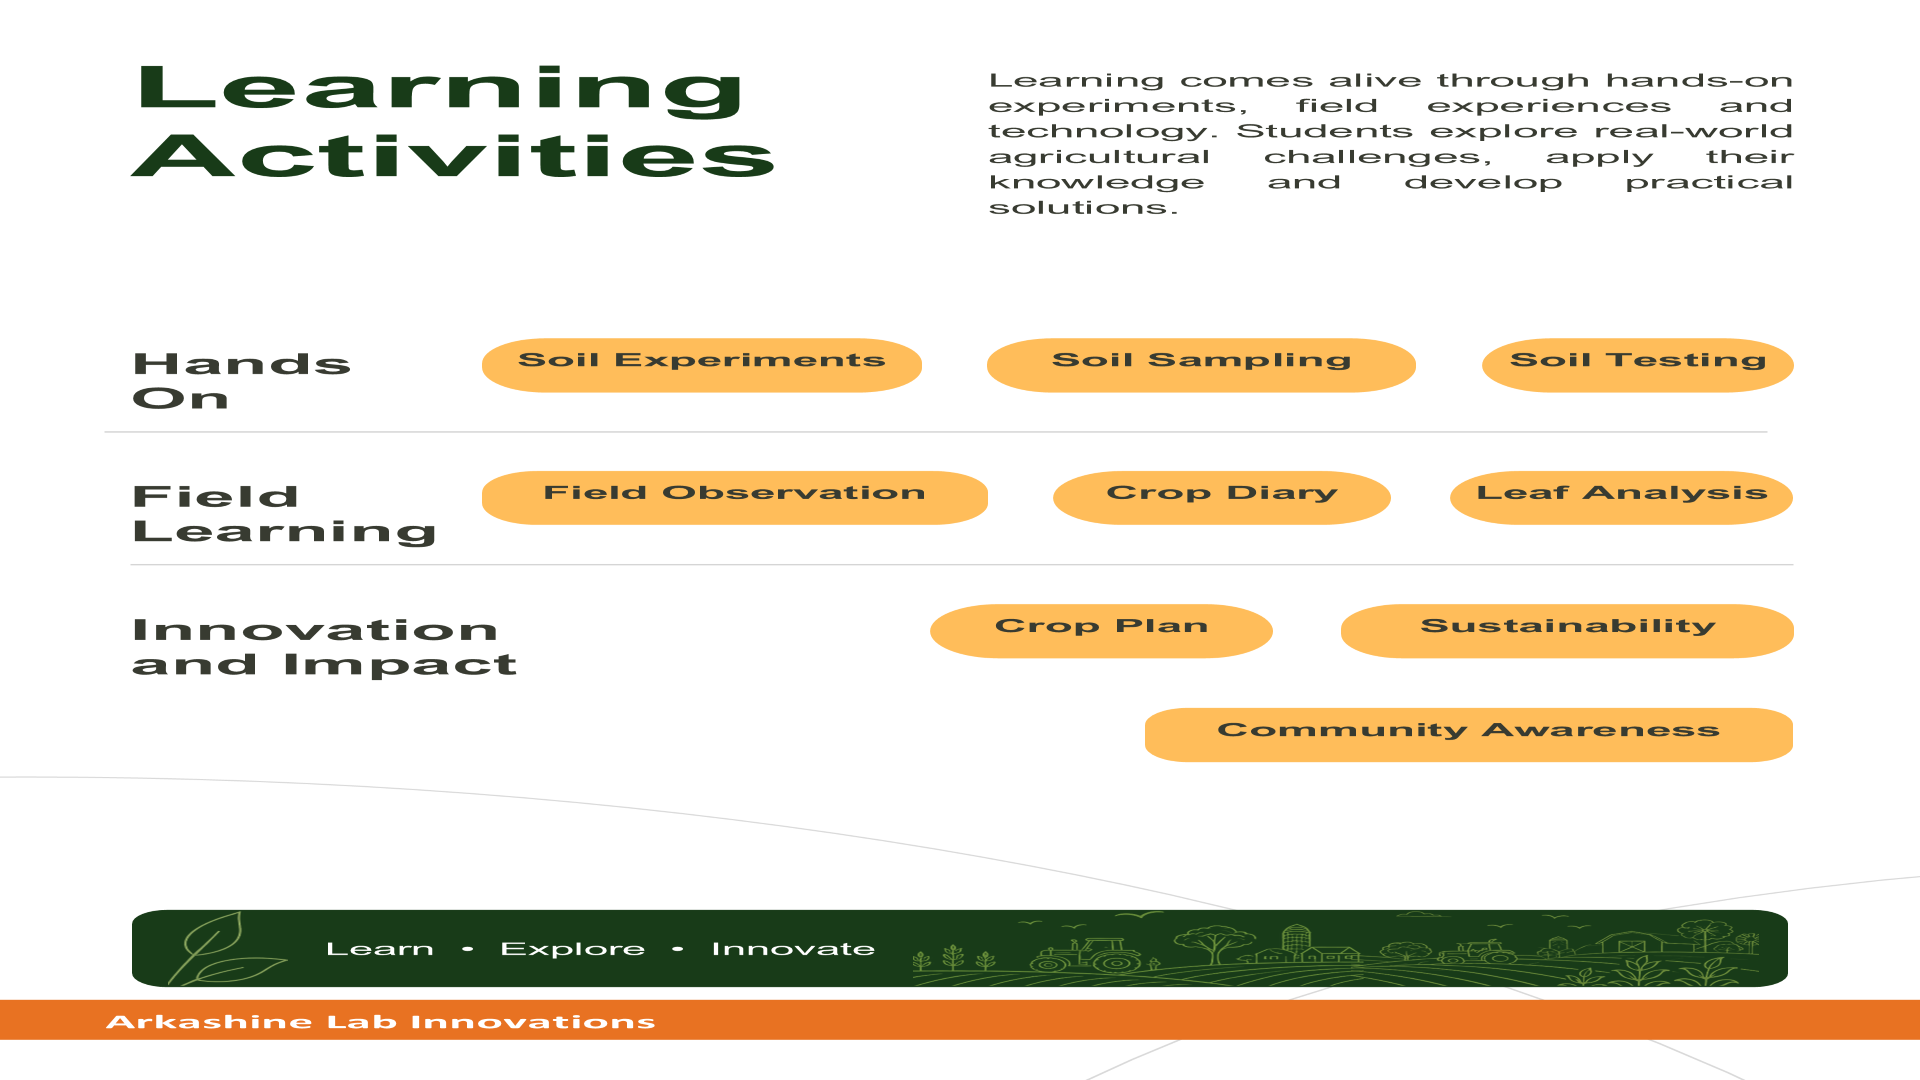 Learning
Activities
Learning comes alive through hands-on
experiments, field experiences and
technology. Students explore real-world
agricultural challenges, apply their
knowledge and develop practical
solutions.
Hands
On
Soil Experiments
Soil Sampling
Soil Testing
Field
Learning
Field Observation
Crop Diary
Leaf Analysis
Innovation
and Impact
Crop Plan
Sustainability
Community Awareness
Learn • Explore • Innovate
Arkashine Lab Innovations